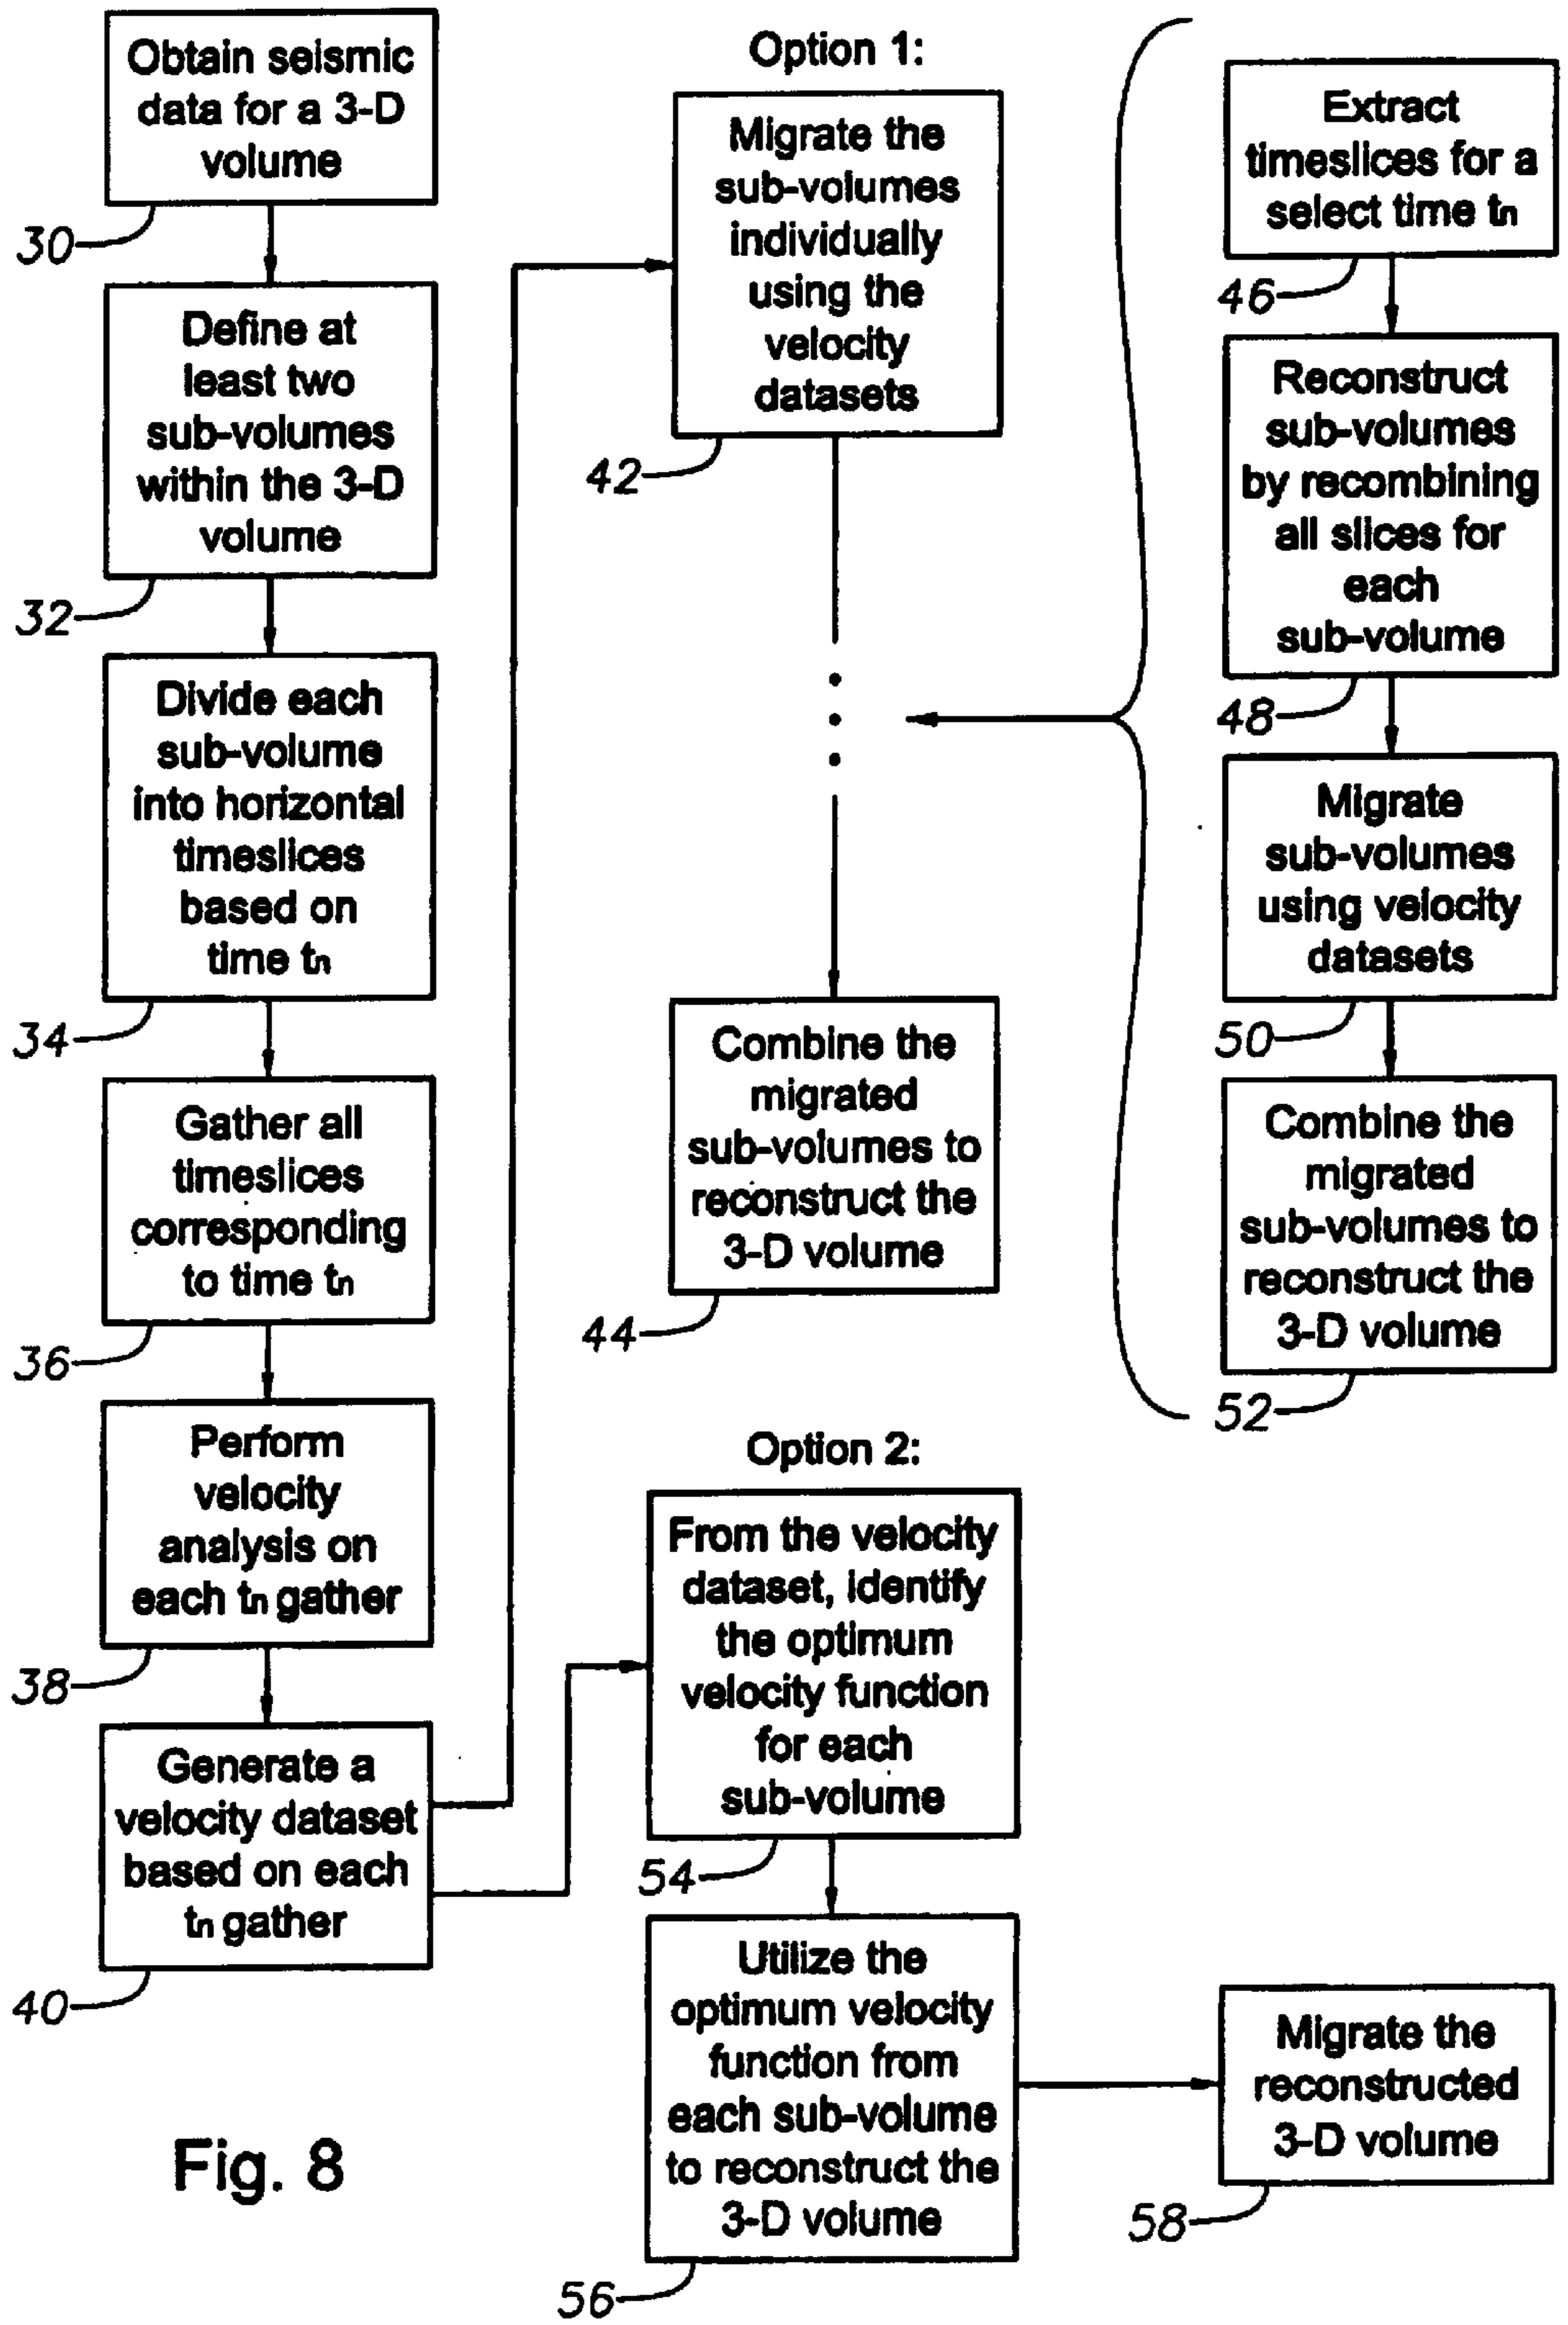 Obtain seismic
data for a 3-D
volume
30
Define at
least two
sub-volumes
within the 3-D
volume
32
Divide each
sub-volume
into horizontal
timeslices
based on
time tn
34
Gather all
timeslices
corresponding
to time tn
36
Perform
velocity
analysis on
each tn gather
38
Generate a
velocity dataset
based on each
tn gather
40
Option 1:
Migrate the
sub-volumes
individually
using the
velocity
datasets
42
Combine the
migrated
sub-volumes to
reconstruct the
3-D volume
44
Extract
timeslices for a
select time tn
46
Reconstruct
sub-volumes
by recombining
all slices for
each
sub-volume
48
Migrate
sub-volumes
using velocity
datasets
50
Combine the
migrated
sub-volumes to
reconstruct the
3-D volume
52
Option 2:
From the velocity
dataset, identify
the optimum
velocity function
for each
sub-volume
54
Utilize the
optimum velocity
function from
each sub-volume
to reconstruct the
3-D volume
56
Migrate the
reconstructed
3-D volume
58
Fig. 8